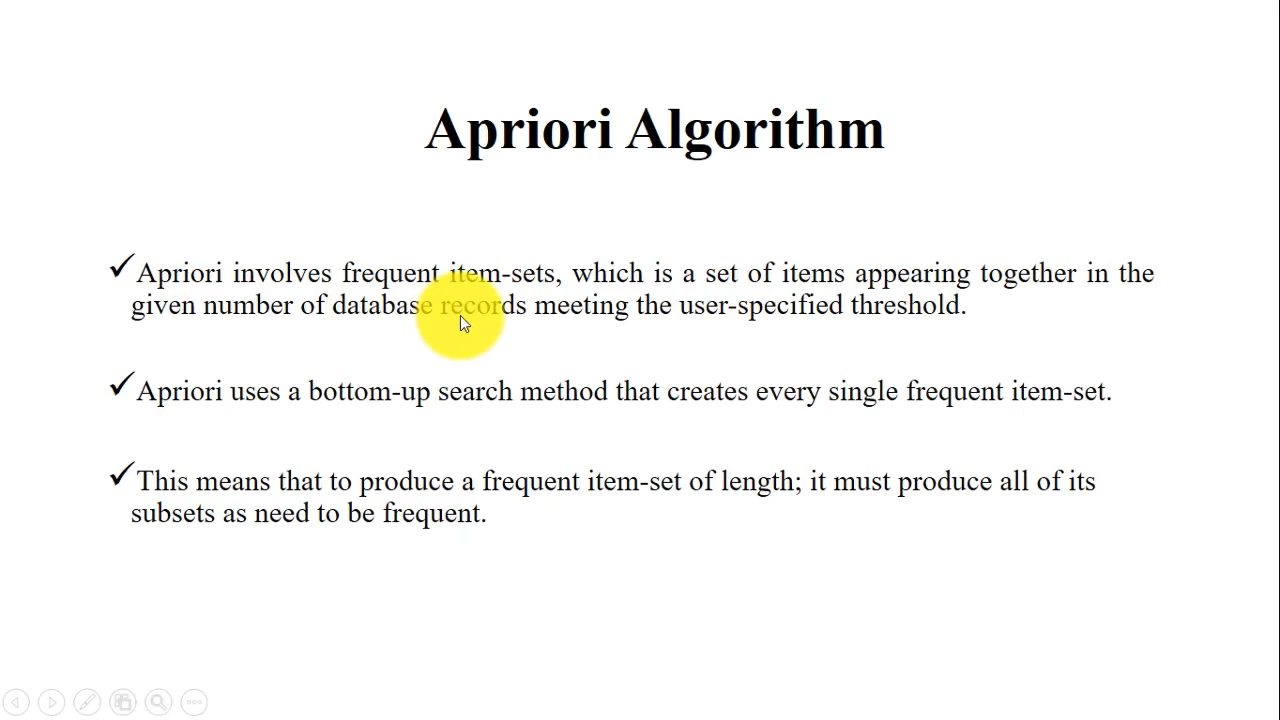 Apriori Algorithm
✓Apriori involves frequent item-sets, which is a set of items appearing together in the
given number of database records meeting the user-specified threshold.
✓Apriori uses a bottom-up search method that creates every single frequent item-set.
✓This means that to produce a frequent item-set of length; it must produce all of its
subsets as need to be frequent.